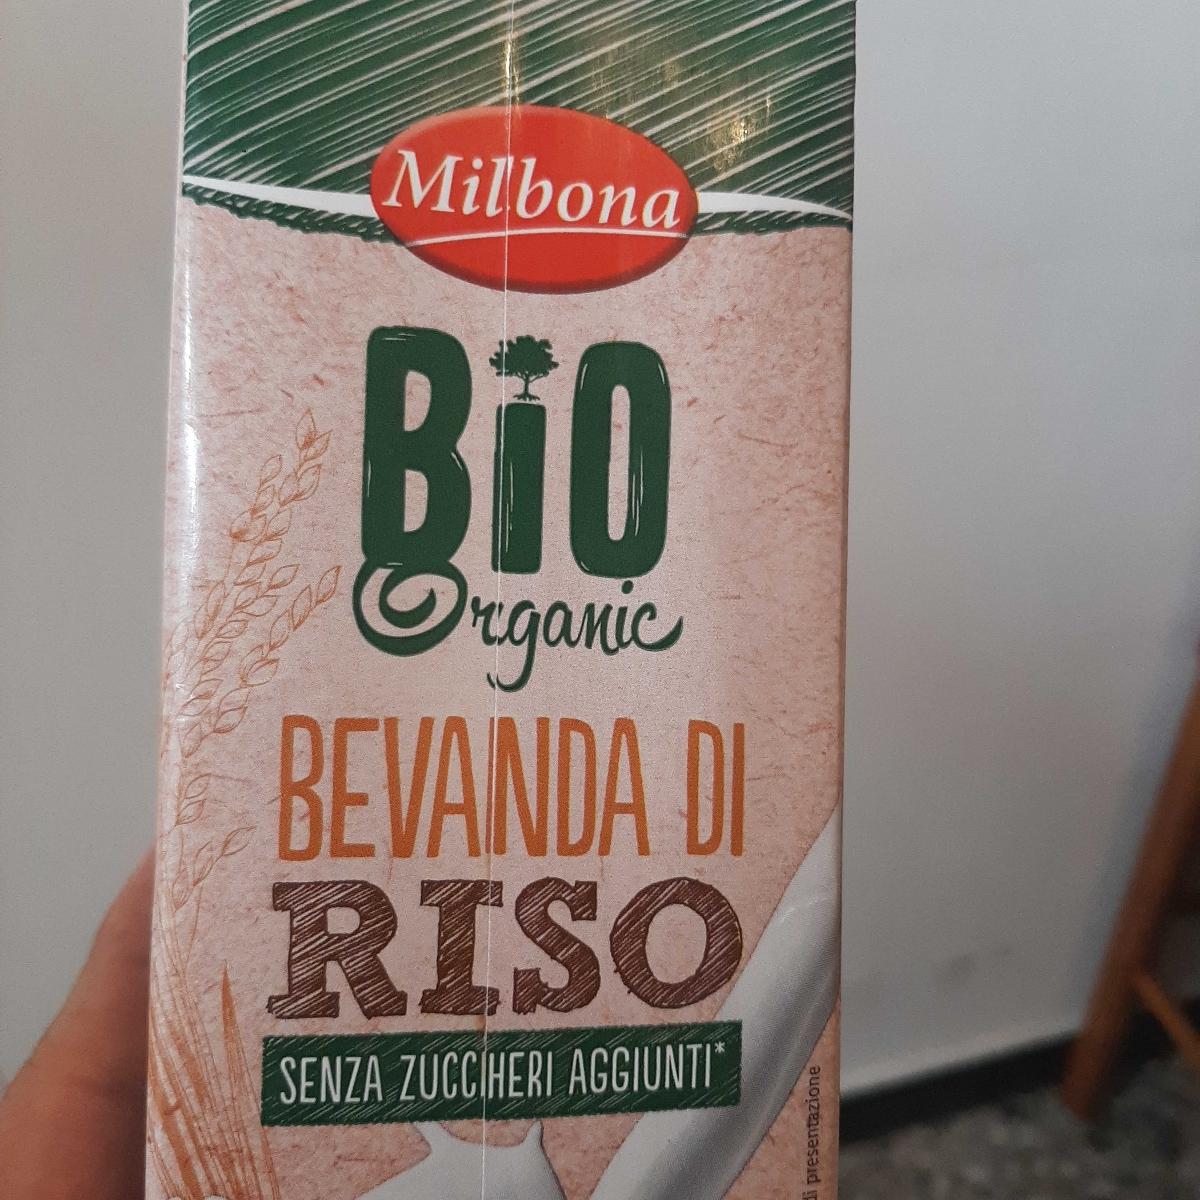 Milbona
BiO
Organic
BEVANDA DI
RISO
SENZA ZUCCHERI AGGIUNTI*
di presentazione